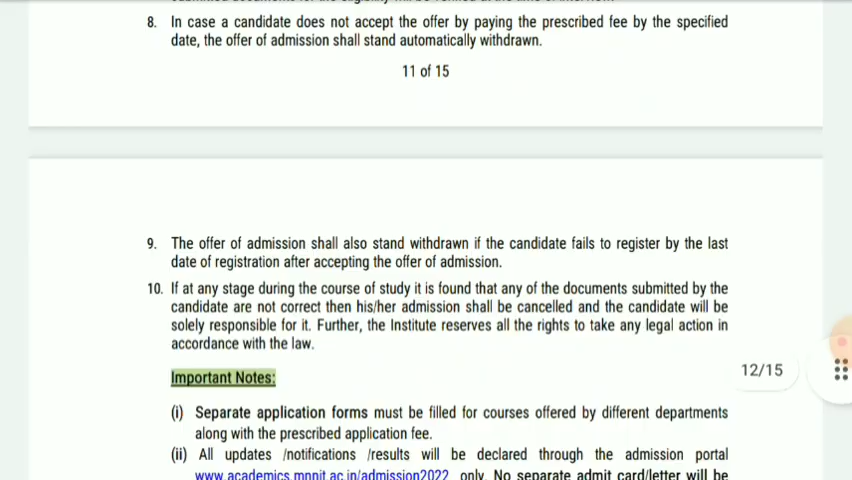 8. In case a candidate does not accept the offer by paying the prescribed fee by the specified
date, the offer of admission shall stand automatically withdrawn.
11 of 15
9. The offer of admission shall also stand withdrawn if the candidate fails to register by the last
date of registration after accepting the offer of admission.
10. If at any stage during the course of study it is found that any of the documents submitted by the
candidate are not correct then his/her admission shall be cancelled and the candidate will be
solely responsible for it. Further, the Institute reserves all the rights to take any legal action in
accordance with the law.
12/15
Important Notes:
(i) Separate application forms must be filled for courses offered by different departments
along with the prescribed application fee.
(ii) All updates /notifications /results will be declared through the admission portal
www.academics.mnnit.ac.in/admission2022 only. No separate admit card/letter will be